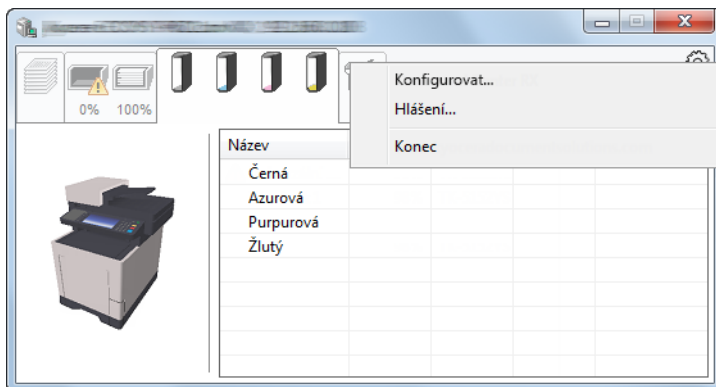 0% 100%
Konfigurovat...
Hlášení...
Konec
Název
Černá
Azurová
Purpurová
Žlutý